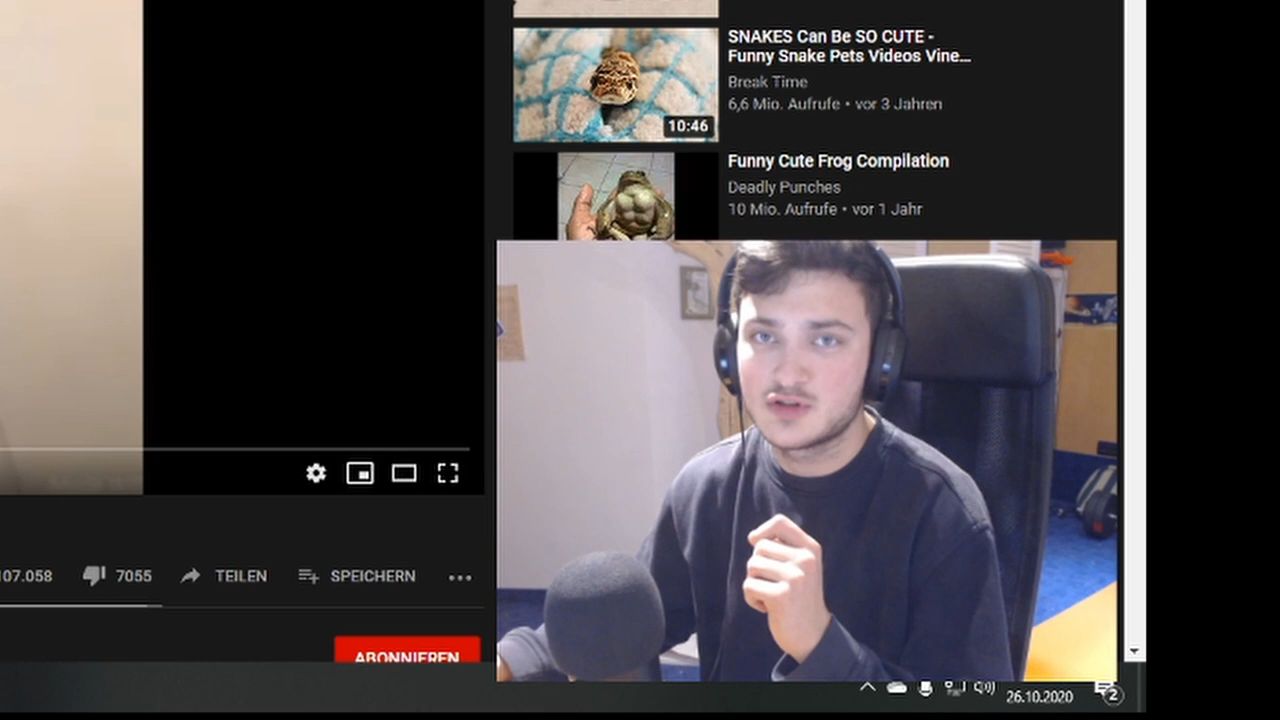 SNAKES Can Be SO CUTE -
Funny Snake Pets Videos Vine...
Break Time
6,6 Mio. Aufrufe • vor 3 Jahren
10:46
Funny Cute Frog Compilation
Deadly Punches
10 Mio. Aufrufe • vor 1 Jahr
107.058 7055 TEILEN SPEICHERN
ABONNIEREN
26.10.2020
2